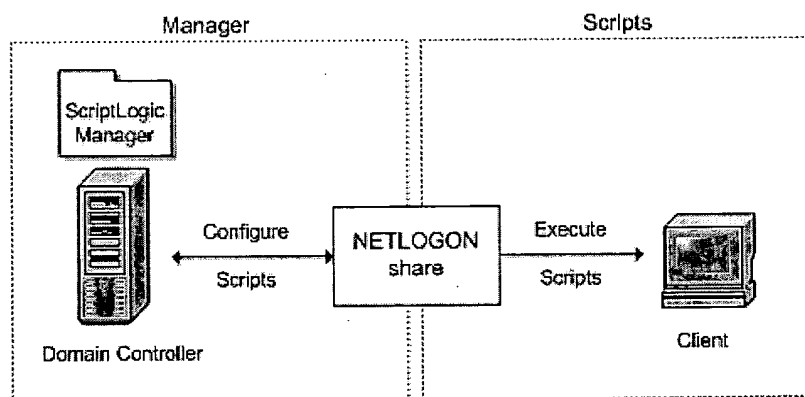 Manager
Scripts
ScriptLogic
Manager
Configure
Scripts
NETLOGON
share
Execute
Scripts
Domain Controller
Client